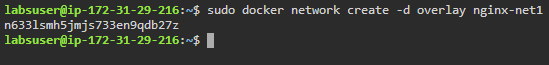 labsuser@ip-172-31-29-216:~$ sudo docker network create -d overlay nginx-net1
n633lsmh5jmjs733en9qdb27z
labsuser@ip-172-31-29-216:~$